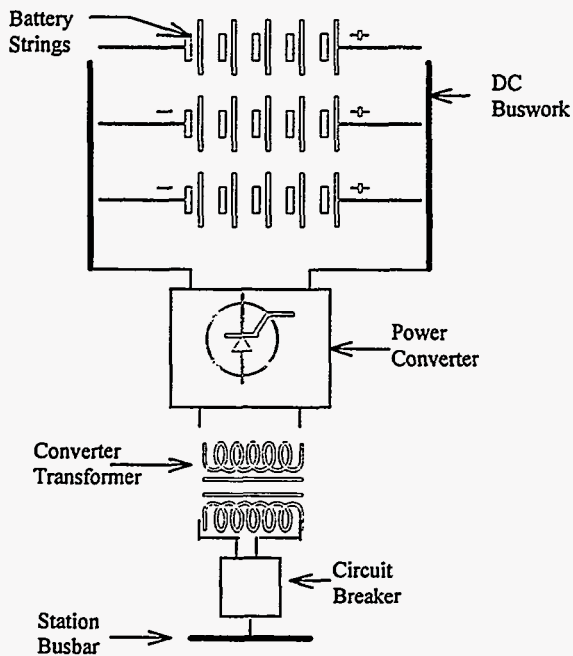 Battery
Strings
DC
Buswork
Power
Converter
Converter
Transformer
Circuit
Breaker
Station
Busbar